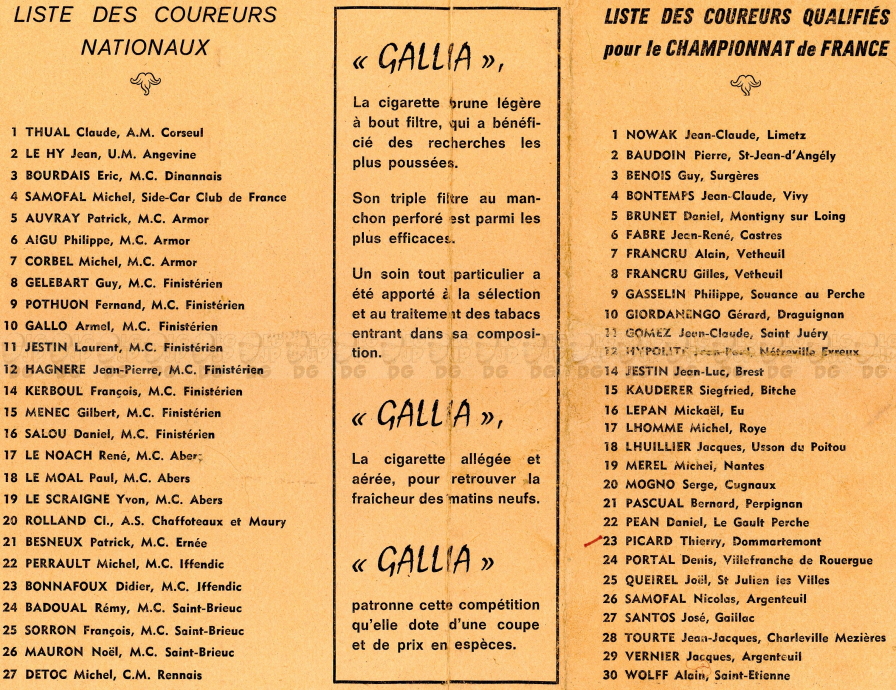 LISTE DES COUREURS
NATIONAUX
1 THUAL Claude, A.M. Corseul
2 LE HY Jean, U.M. Angevine
3 BOURDAIS Eric, M.C. Dinannais
4 SAMOFAL Michel, Side-Car Club de France
5 AUVRAY Patrick, M.C. Armor
6 AIGU Philippe, M.C. Armor
7 CORBEL Michel, M.C. Armor
8 GELEBART Guy, M.C. Finistérien
9 POTHUON Fernand, M.C. Finistérien
10 GALLO Armel, M.C. Finistérien
11 JESTIN Laurent, M.C. Finistérien
12 HAGNERE Jean-Pierre, M.C. Finistérien
14 KERBOUL François, M.C. Finistérien
15 MENEC Gilbert, M.C. Finistérien
16 SALOU Daniel, M.C. Finistérien
17 LE NOACH René, M.C. Abers
18 LE MOAL Paul, M.C. Abers
19 LE SCRAIGNE Yvon, M.C. Abers
20 ROLLAND Cl., A.S. Chaffoteaux et Maury
21 BESNEUX Patrick, M.C. Ernée
22 PERRAULT Michel, M.C. Iffendic
23 BONNAFOUX Didier, M.C. Iffendic
24 BADOUAL Rémy, M.C. Saint-Brieuc
25 SORRON François, M.C. Saint-Brieuc
26 MAURON Noël, M.C. Saint-Brieuc
27 DETOC Michel, C.M. Rennais
« GALLIA »,
La cigarette brune légère
à bout filtre, qui a bénéfi-
cié des recherches les
plus poussées.
Son triple filtre au man-
chon perforé est parmi les
plus efficaces.
Un soin tout particulier a
été apporté à la sélection
et au traitement des tabacs
entrant dans sa composi-
tion.
« GALLIA »,
La cigarette allégée et
aérée, pour retrouver la
fraîcheur des matins neufs.
« GALLIA »
patronne cette compétition
qu'elle dote d'une coupe
et de prix en espèces.
LISTE DES COUREURS QUALIFIÉS
pour le CHAMPIONNAT de FRANCE
1 NOWAK Jean-Claude, Limetz
2 BAUDOIN Pierre, St-Jean-d'Angély
3 BENOIS Guy, Surgères
4 BONTEMPS Jean-Claude, Vivy
5 BRUNET Daniel, Montigny sur Loing
6 FABRE Jean-René, Castres
7 FRANCRU Alain, Vetheuil
8 FRANCRU Gilles, Vetheuil
9 GASSELIN Philippe, Souance au Perche
10 GIORDANENGO Gérard, Draguignan
11 GOMEZ Jean-Claude, Saint Juéry
12 HYPOLITE Jean-Paul, Nétreville Evreux
14 JESTIN Jean-Luc, Brest
15 KAUDERER Siegfried, Bitche
16 LEPAN Mickaël, Eu
17 LHOMME Michel, Roye
18 LHUILLIER Jacques, Usson du Poitou
19 MEREL Michel, Nantes
20 MOGNO Serge, Cugnaux
21 PASCUAL Bernard, Perpignan
22 PEAN Daniel, Le Gault Perche
23 PICARD Thierry, Dommartemont
24 PORTAL Denis, Villefranche de Rouergue
25 QUEIREL Joël, St Julien les Villes
26 SAMOFAL Nicolas, Argenteuil
27 SANTOS José, Gaillac
28 TOURTE Jean-Jacques, Charleville Mezières
29 VERNIER Jacques, Argenteuil
30 WOLFF Alain, Saint-Etienne